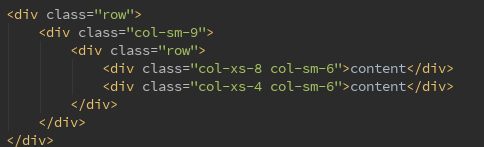 <div class="row">
    <div class="col-sm-9">
        <div class="row">
            <div class="col-xs-8 col-sm-6">content</div>
            <div class="col-xs-4 col-sm-6">content</div>
        </div>
    </div>
</div>